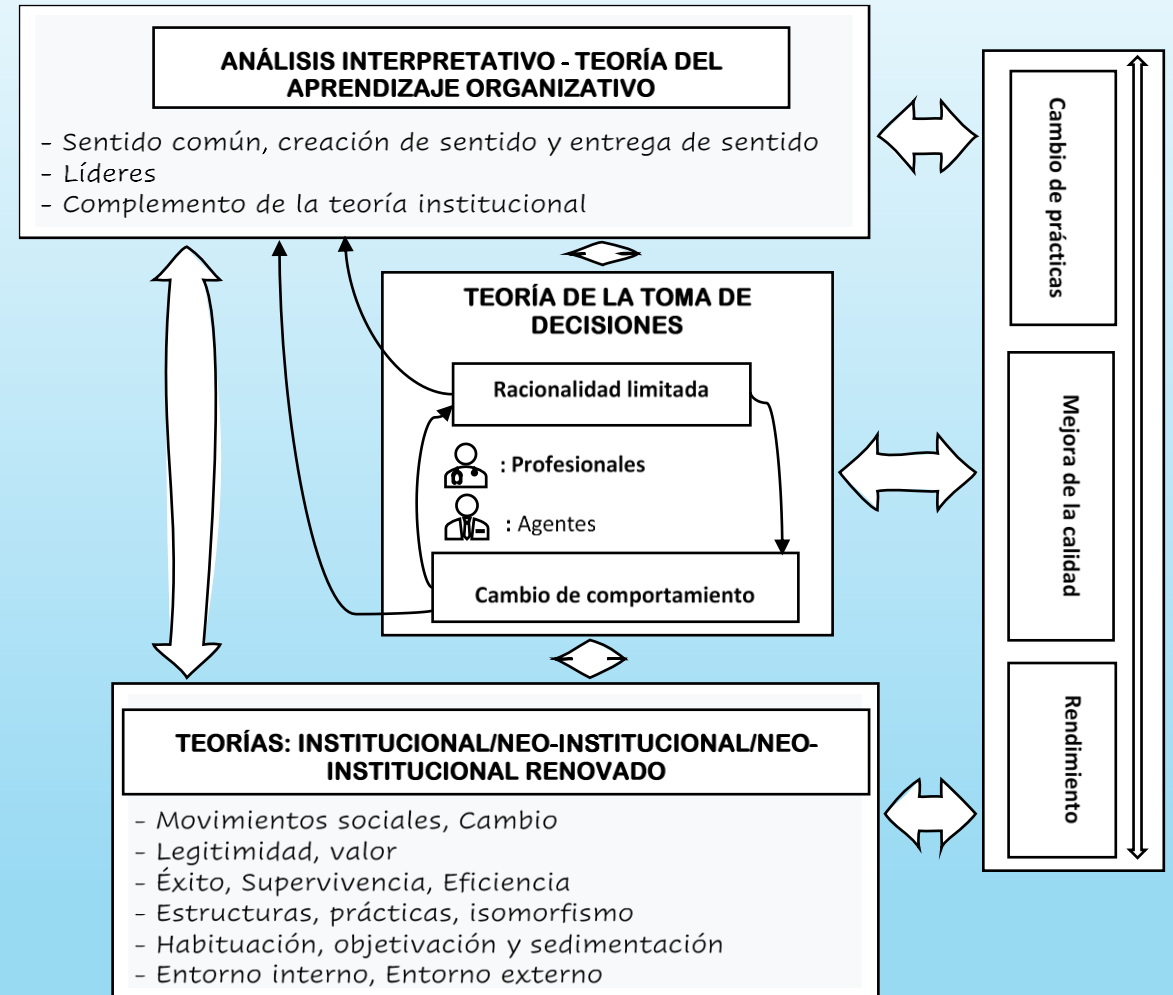 ANÁLISIS INTERPRETATIVO - TEORÍA DEL
APRENDIZAJE ORGANIZATIVO
- Sentido común, creación de sentido y entrega de sentido
- Líderes
- Complemento de la teoría institucional
TEORÍA DE LA TOMA DE
DECISIONES
Racionalidad limitada
: Profesionales
: Agentes
Cambio de comportamiento
TEORÍAS: INSTITUCIONAL/NEO-INSTITUCIONAL/NEO-
INSTITUCIONAL RENOVADO
- Movimientos sociales, Cambio
- Legitimidad, valor
- Éxito, Supervivencia, Eficiencia
- Estructuras, prácticas, isomorfismo
- Habituación, objetivación y sedimentación
- Entorno interno, Entorno externo
Cambio de prácticas
Mejora de la calidad
Rendimiento